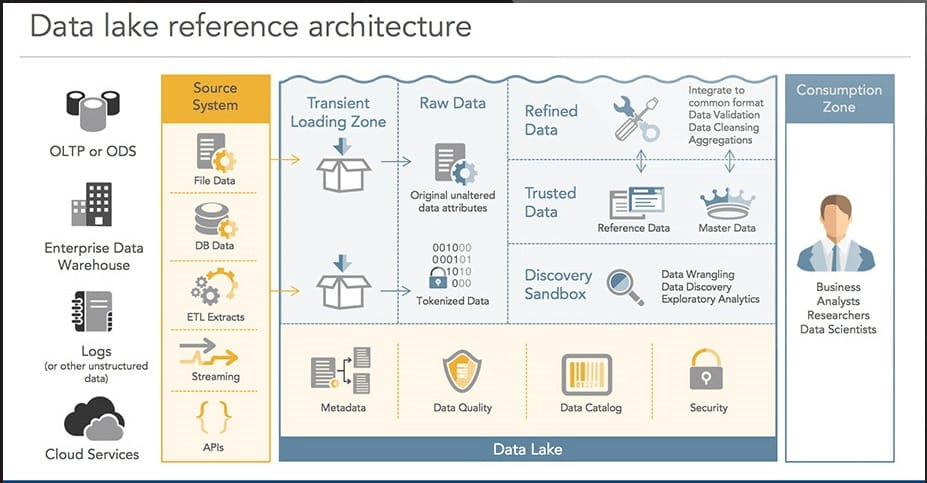 Data lake reference architecture
OLTP or ODS
Enterprise Data
Warehouse
Logs
(or other unstructured
data)
Cloud Services
Source
System
File Data
DB Data
ETL Extracts
Streaming
APIs
Transient
Loading Zone
Raw Data
Original unaltered
data attributes
001000
000101
1010
000
Tokenized Data
Refined
Data
Integrate to
common format
Data Validation
Data Cleansing
Aggregations
Trusted
Data
Reference Data
Master Data
Discovery
Sandbox
Data Wrangling
Data Discovery
Exploratory Analytics
Metadata
Data Quality
01134
Data Catalog
Security
Data Lake
Consumption
Zone
Business
Analysts
Researchers
Data Scientists